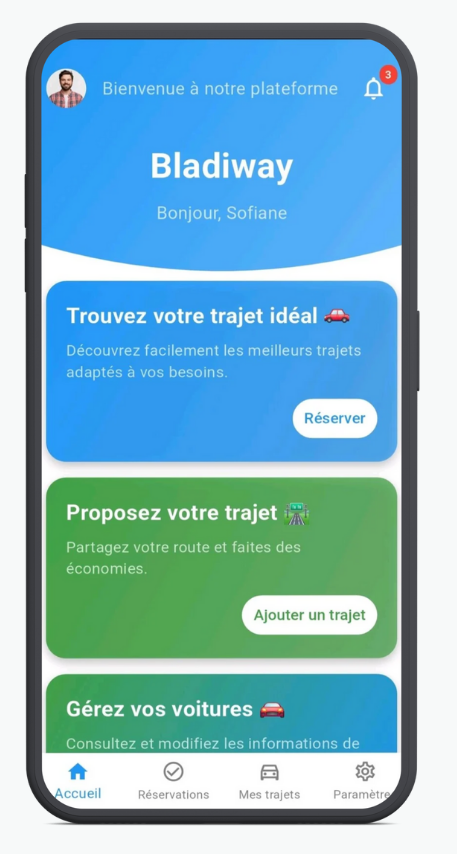 3
Bienvenue à notre plateforme
Bladiway
Bonjour, Sofiane
Trouvez votre trajet idéal
Découvrez facilement les meilleurs trajets
adaptés à vos besoins.
Réserver
Proposez votre trajet
Partagez votre route et faites des
économies.
Ajouter un trajet
Gérez vos voitures
Consultez et modifiez les informations de
Accueil
Réservations
Mes trajets
Paramètre